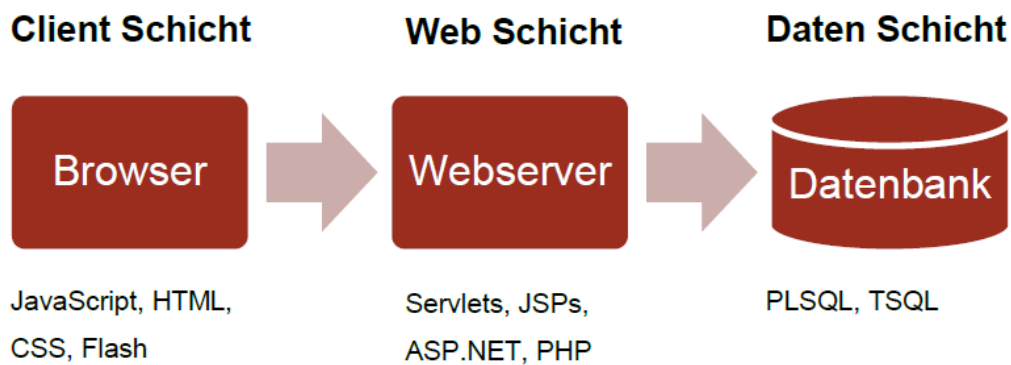 Client Schicht
Web Schicht
Daten Schicht
Browser
Webserver
Datenbank
JavaScript, HTML,
CSS, Flash
Servlets, JSPs,
ASP.NET, PHP
PLSQL, TSQL